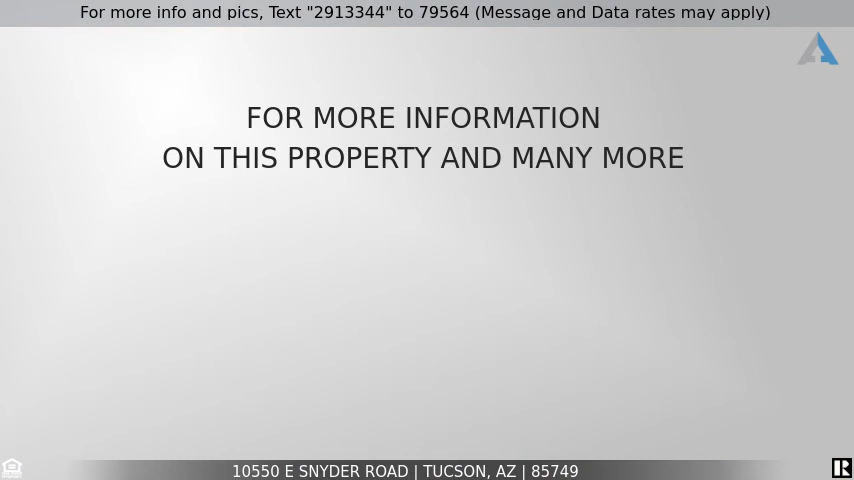 For more info and pics, Text "2913344" to 79564 (Message and Data rates may apply)
FOR MORE INFORMATION
ON THIS PROPERTY AND MANY MORE
10550 E SNYDER ROAD | TUCSON, AZ | 85749